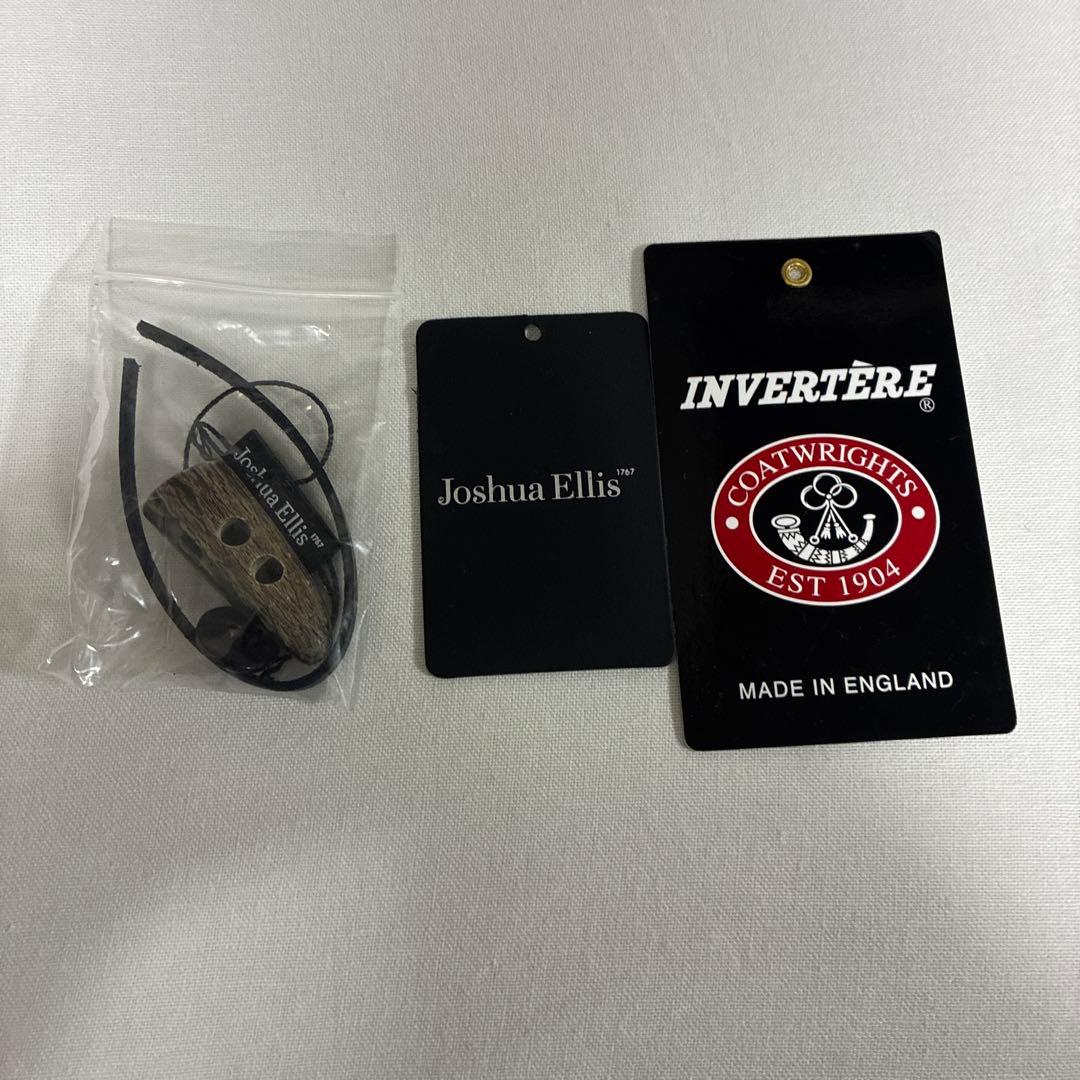 Joshua Ellis 1767
Joshua Ellis 1767
INVERTÈRE®
COATWRIGHTS
EST 1904
MADE IN ENGLAND